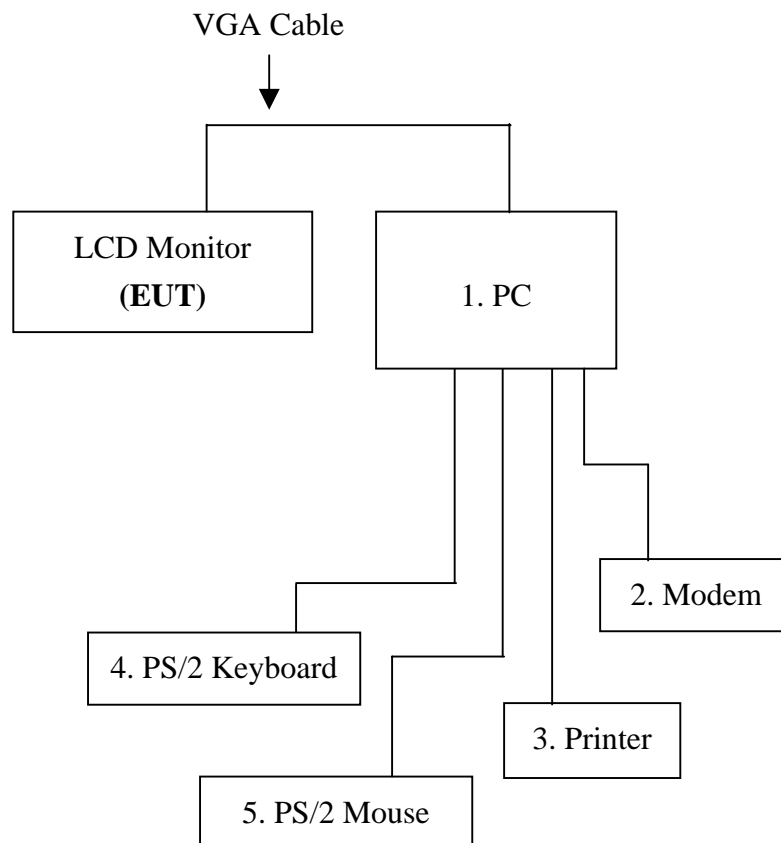 VGA Cable
LCD Monitor
(EUT)
1. PC
2. Modem
4. PS/2 Keyboard
3. Printer
5. PS/2 Mouse